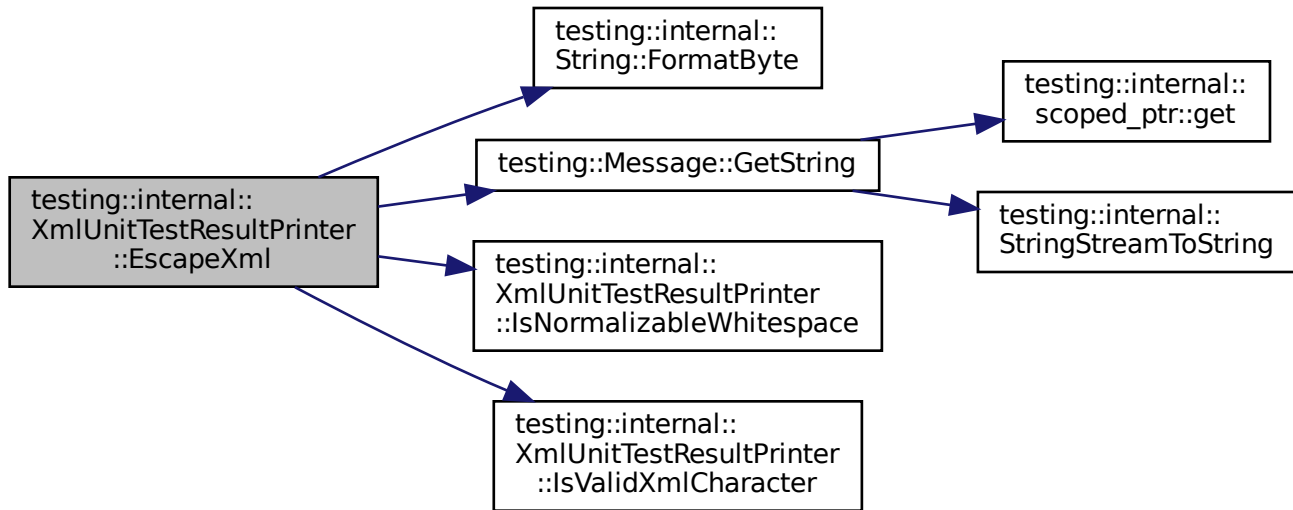 testing::internal::
String::FormatByte
testing::internal::
scoped_ptr::get
testing::Message::GetString
testing::internal::
XmlUnitTestResultPrinter
::EscapeXml
testing::internal::
StringStreamToString
testing::internal::
XmlUnitTestResultPrinter
::IsNormalizableWhitespace
testing::internal::
XmlUnitTestResultPrinter
::IsValidXmlCharacter